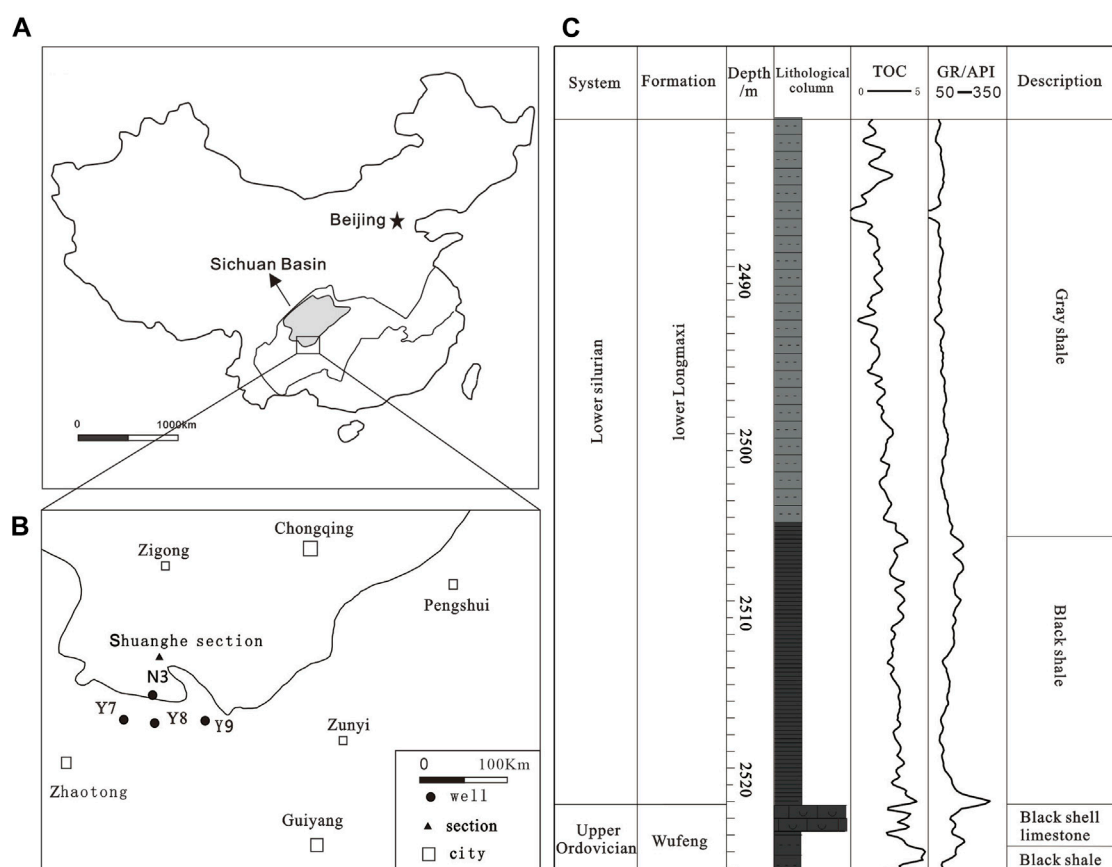 A
Beijing
Sichuan Basin
0
1000km
B
Chongqing
Zigong
Pengshui
Shuanghe section
N3
Y7
Y8
Y9
Zunyi
Zhaotong
Guiyang
0 100Km
well
section
city
C
System
Formation
Depth
/m
Lithological
column
TOC
0 5
GR/API
50 350
Description
Lower silurian
lower Longmaxi
2490
2500
2510
2520
Gray shale
Black shale
Upper
Ordovician
Wufeng
Black shell
limestone
Black shale